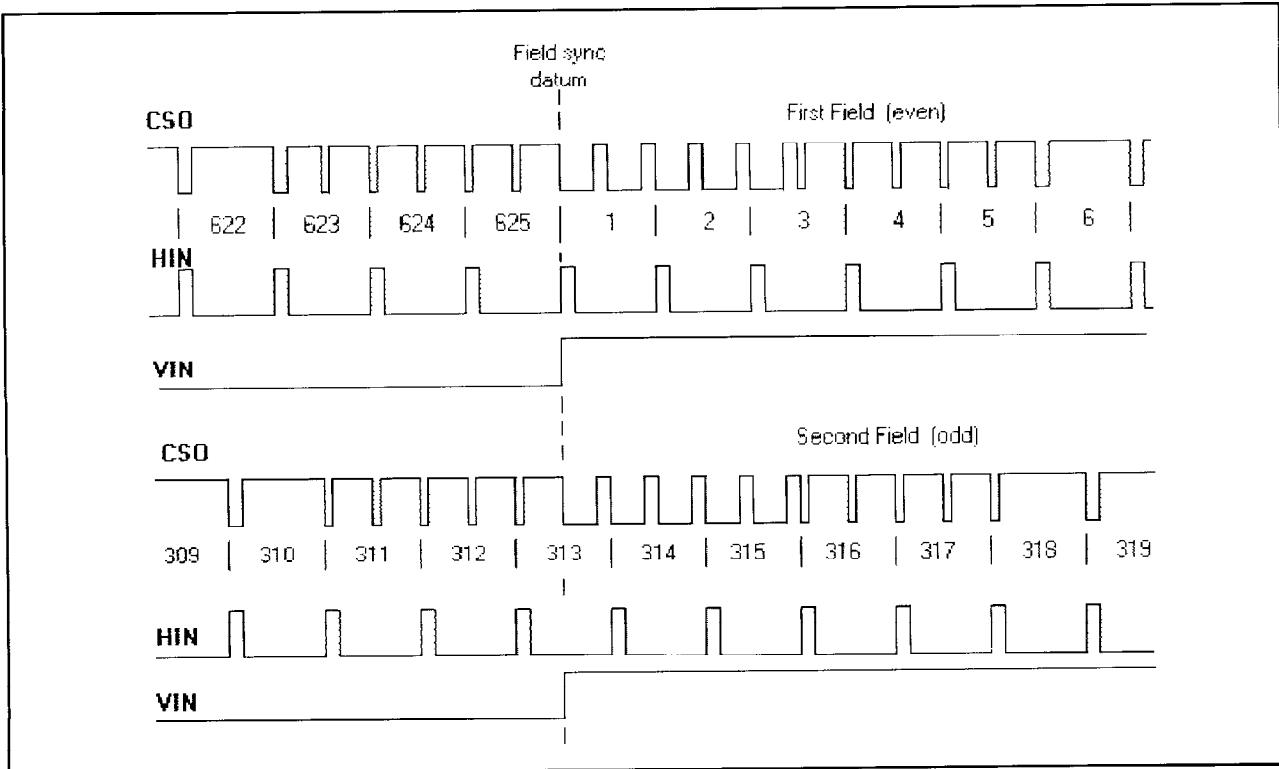 Field sync
datum
First Field (even)
CSO
622 | 623 | 624 | 625 | 1 | 2 | 3 | 4 | 5 | 6
HIN
VIN
Second Field (odd)
CSO
309 | 310 | 311 | 312 | 313 | 314 | 315 | 316 | 317 | 318 | 319
HIN
VIN